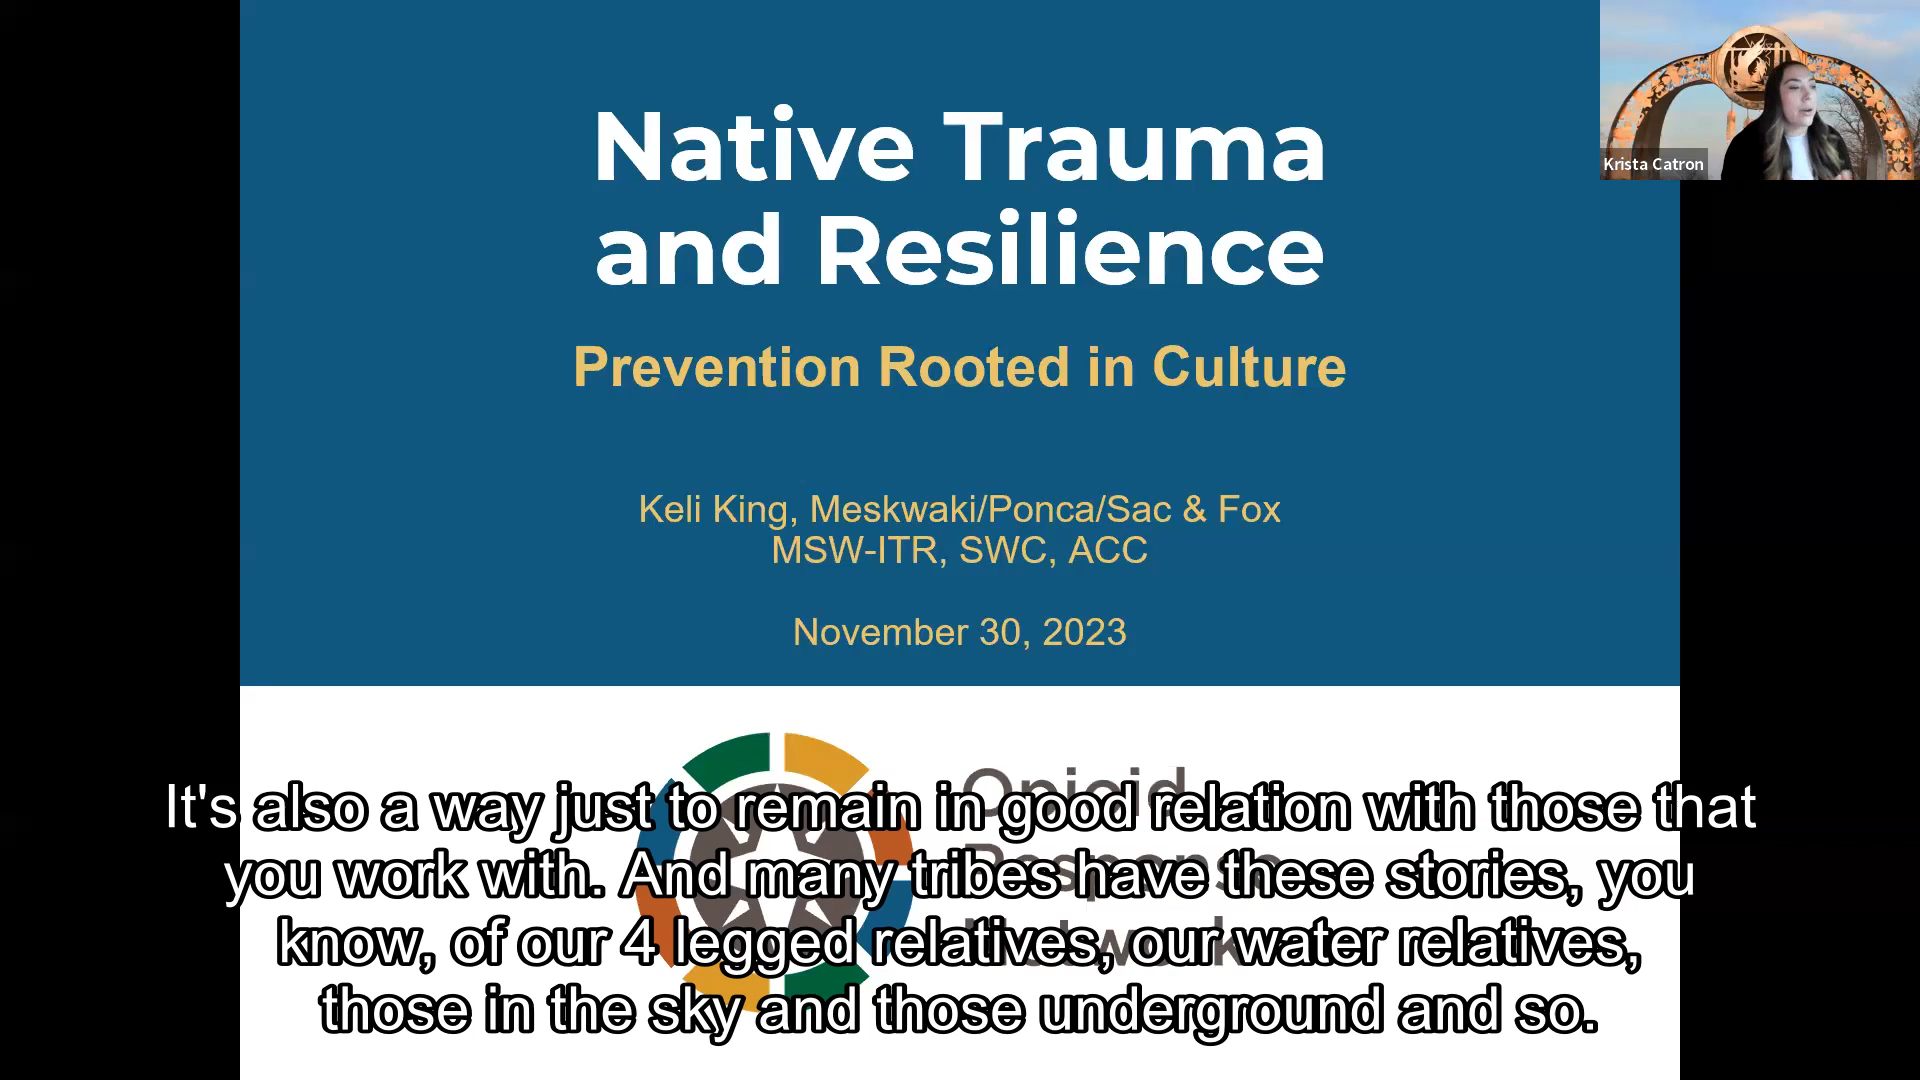 Native Trauma
and Resilience
Prevention Rooted in Culture
Keli King, Meskwaki/Ponca/Sac & Fox
MSW-ITR, SWC, ACC
November 30, 2023
Krista Catron
Opioid
Response
Network
It's also a way just to remain in good relation with those that
you work with. And many tribes have these stories, you
know, of our 4 legged relatives, our water relatives,
those in the sky and those underground and so.